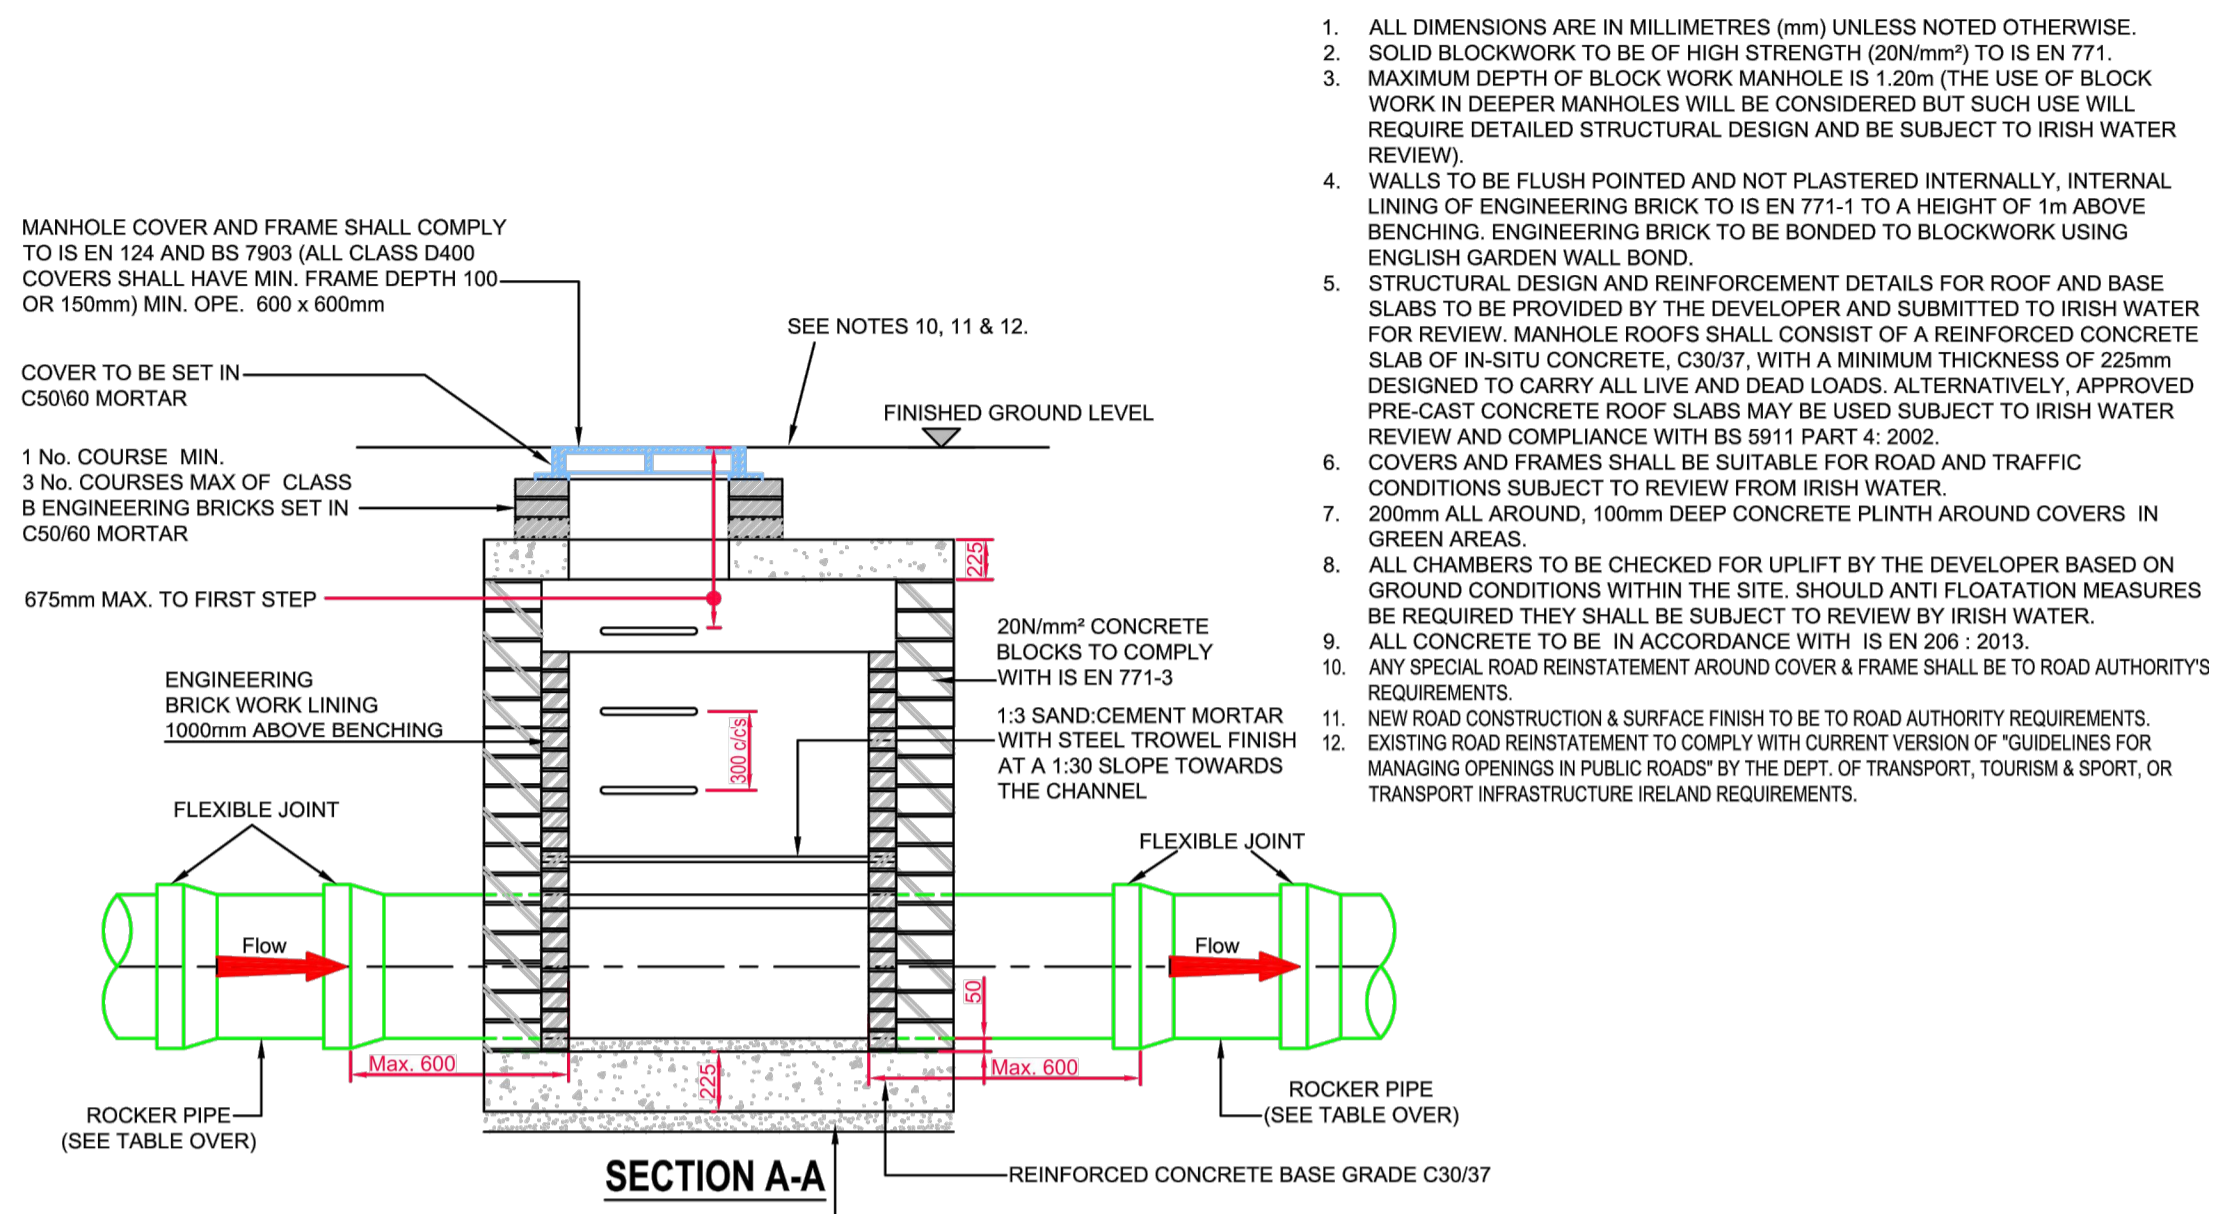 MANHOLE COVER AND FRAME SHALL COMPLY
TO IS EN 124 AND BS 7903 (ALL CLASS D400
COVERS SHALL HAVE MIN. FRAME DEPTH 100
OR 150mm) MIN. OPE. 600 x 600mm
COVER TO BE SET IN
C50\60 MORTAR
1 No. COURSE MIN.
3 No. COURSES MAX OF CLASS
B ENGINEERING BRICKS SET IN
C50/60 MORTAR
675mm MAX. TO FIRST STEP
ENGINEERING
BRICK WORK LINING
1000mm ABOVE BENCHING
FLEXIBLE JOINT
Flow
Max. 600
ROCKER PIPE
(SEE TABLE OVER)
SEE NOTES 10, 11 & 12.
FINISHED GROUND LEVEL
225
20N/mm² CONCRETE
BLOCKS TO COMPLY
WITH IS EN 771-3
300 c/c's
1:3 SAND:CEMENT MORTAR
WITH STEEL TROWEL FINISH
AT A 1:30 SLOPE TOWARDS
THE CHANNEL
FLEXIBLE JOINT
Flow
50
225
Max. 600
ROCKER PIPE
(SEE TABLE OVER)
REINFORCED CONCRETE BASE GRADE C30/37
SECTION A-A
1. ALL DIMENSIONS ARE IN MILLIMETRES (mm) UNLESS NOTED OTHERWISE.
2. SOLID BLOCKWORK TO BE OF HIGH STRENGTH (20N/mm²) TO IS EN 771.
3. MAXIMUM DEPTH OF BLOCK WORK MANHOLE IS 1.20m (THE USE OF BLOCK
WORK IN DEEPER MANHOLES WILL BE CONSIDERED BUT SUCH USE WILL
REQUIRE DETAILED STRUCTURAL DESIGN AND BE SUBJECT TO IRISH WATER
REVIEW).
4. WALLS TO BE FLUSH POINTED AND NOT PLASTERED INTERNALLY, INTERNAL
LINING OF ENGINEERING BRICK TO IS EN 771-1 TO A HEIGHT OF 1m ABOVE
BENCHING. ENGINEERING BRICK TO BE BONDED TO BLOCKWORK USING
ENGLISH GARDEN WALL BOND.
5. STRUCTURAL DESIGN AND REINFORCEMENT DETAILS FOR ROOF AND BASE
SLABS TO BE PROVIDED BY THE DEVELOPER AND SUBMITTED TO IRISH WATER
FOR REVIEW. MANHOLE ROOFS SHALL CONSIST OF A REINFORCED CONCRETE
SLAB OF IN-SITU CONCRETE, C30/37, WITH A MINIMUM THICKNESS OF 225mm
DESIGNED TO CARRY ALL LIVE AND DEAD LOADS. ALTERNATIVELY, APPROVED
PRE-CAST CONCRETE ROOF SLABS MAY BE USED SUBJECT TO IRISH WATER
REVIEW AND COMPLIANCE WITH BS 5911 PART 4: 2002.
6. COVERS AND FRAMES SHALL BE SUITABLE FOR ROAD AND TRAFFIC
CONDITIONS SUBJECT TO REVIEW FROM IRISH WATER.
7. 200mm ALL AROUND, 100mm DEEP CONCRETE PLINTH AROUND COVERS IN
GREEN AREAS.
8. ALL CHAMBERS TO BE CHECKED FOR UPLIFT BY THE DEVELOPER BASED ON
GROUND CONDITIONS WITHIN THE SITE. SHOULD ANTI FLOATATION MEASURES
BE REQUIRED THEY SHALL BE SUBJECT TO REVIEW BY IRISH WATER.
9. ALL CONCRETE TO BE IN ACCORDANCE WITH IS EN 206 : 2013.
10. ANY SPECIAL ROAD REINSTATEMENT AROUND COVER & FRAME SHALL BE TO ROAD AUTHORITY'S
REQUIREMENTS.
11. NEW ROAD CONSTRUCTION & SURFACE FINISH TO BE TO ROAD AUTHORITY REQUIREMENTS.
12. EXISTING ROAD REINSTATEMENT TO COMPLY WITH CURRENT VERSION OF "GUIDELINES FOR
MANAGING OPENINGS IN PUBLIC ROADS" BY THE DEPT. OF TRANSPORT, TOURISM & SPORT, OR
TRANSPORT INFRASTRUCTURE IRELAND REQUIREMENTS.